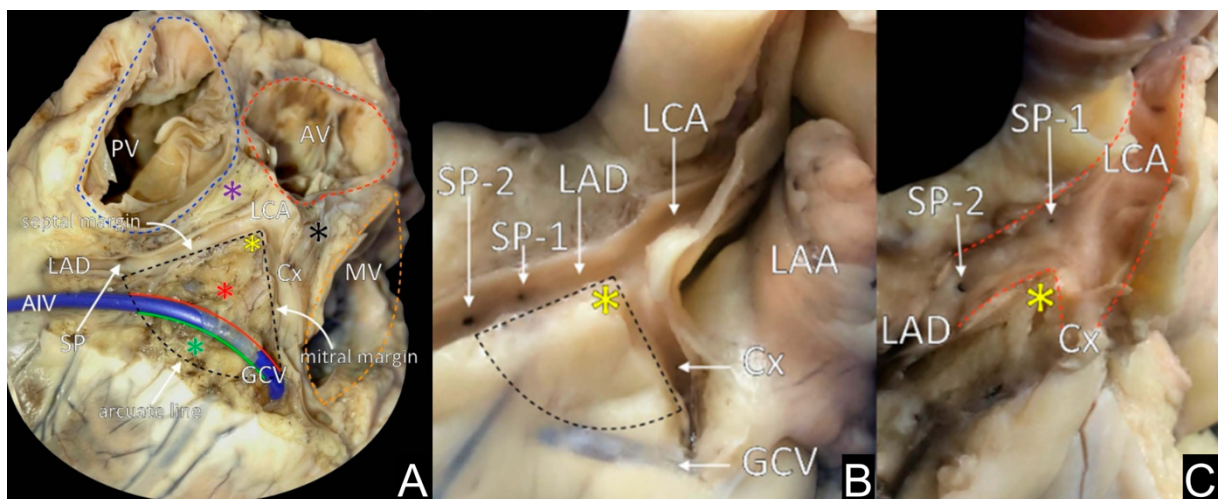 PV
AV
septal margin
LCA
LAD
Cx
MV
AIV
SP
mitral margin
GCV
arcuate line
A
LCA
SP-2
LAD
SP-1
LAA
Cx
GCV
B
SP-1
LCA
SP-2
LAD
Cx
C